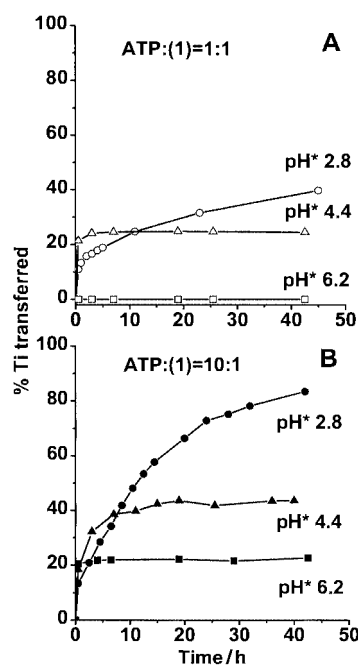 100
A
ATP:(1)=1:1
80
60
pH* 2.8
40
pH* 4.4
20
pH* 6.2
0
0 10 20 30 40 50
% Ti transferred
100
B
ATP:(1)=10:1
80
pH* 2.8
60
40
pH* 4.4
20
pH* 6.2
0
0 10 20 30 40 50
Time/h